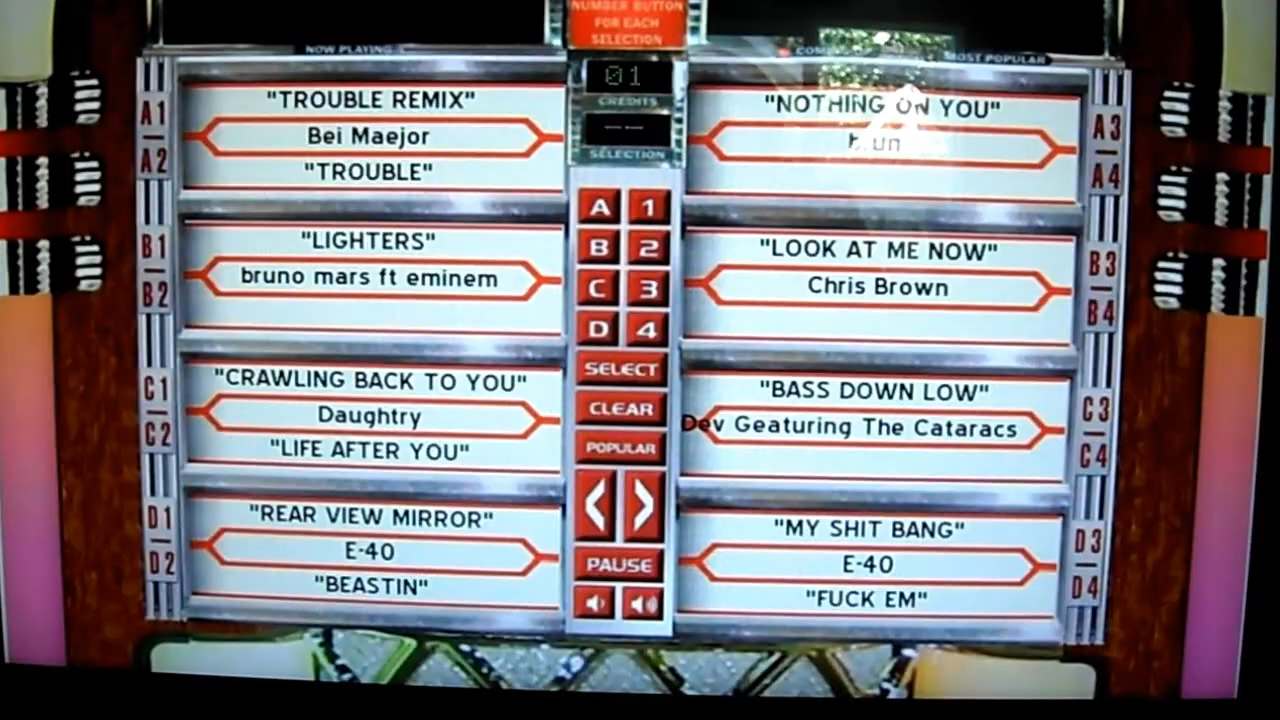 NUMBER BUTTON
FOR EACH
SELECTION
NOW PLAYING
MOST POPULAR
01
CREDITS
--
SELECTION
A1
A2
"TROUBLE REMIX"
Bei Maejor
"TROUBLE"
B1
B2
"LIGHTERS"
bruno mars ft eminem
C1
C2
"CRAWLING BACK TO YOU"
Daughtry
"LIFE AFTER YOU"
D1
D2
"REAR VIEW MIRROR"
E-40
"BEASTIN"
A 1
B 2
C 3
D 4
SELECT
CLEAR
POPULAR
< >
PAUSE
"NOTHING ON YOU"
A3
A4
"LOOK AT ME NOW"
Chris Brown
B3
B4
"BASS DOWN LOW"
Dev Geaturing The Cataracs
C3
C4
"MY SHIT BANG"
E-40
"FUCK EM"
D3
D4